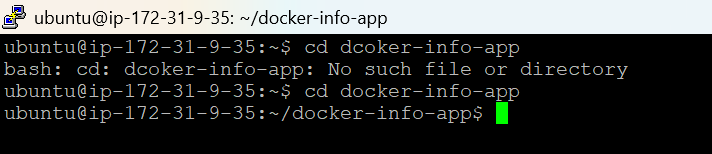 ubuntu@ip-172-31-9-35: ~/docker-info-app
ubuntu@ip-172-31-9-35:~$ cd dcoker-info-app
bash: cd: dcoker-info-app: No such file or directory
ubuntu@ip-172-31-9-35:~$ cd docker-info-app
ubuntu@ip-172-31-9-35:~/docker-info-app$